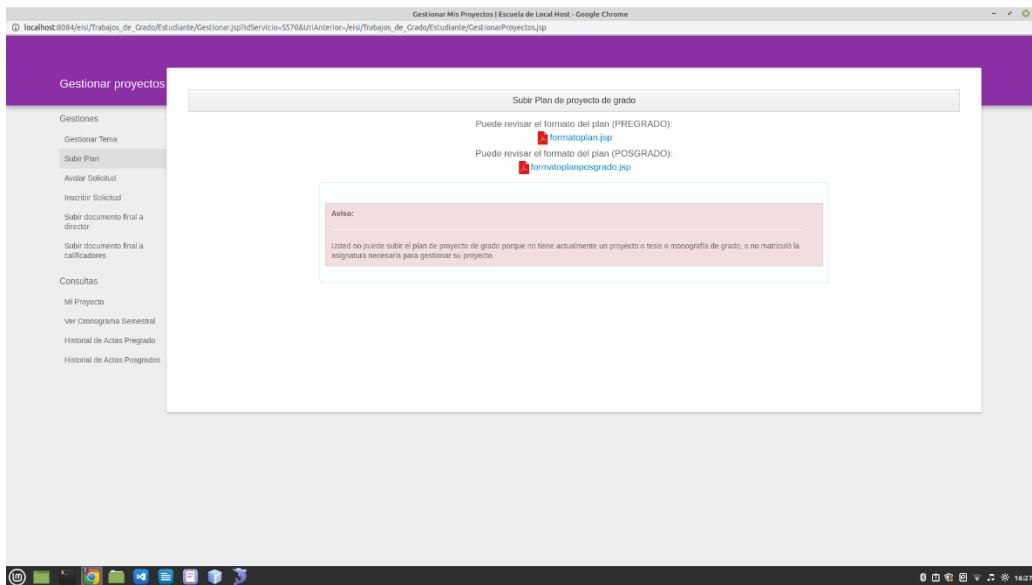 Gestionar Mis Proyectos | Escuela de Local Host - Google Chrome
localhost:8084/eisi/Trabajos_de_Grado/Estudiante/Gestionar.jsp?idServicio=S570&UrlAnterior=/eisi/Trabajos_de_Grado/Estudiante/GestionarProyectos.jsp
Gestionar proyectos
Gestiones
Gestionar Tema
Subir Plan
Avalar Solicitud
Inscribir Solicitud
Subir documento final a
director
Subir documento final a
calificadores
Consultas
Mi Proyecto
Ver Cronograma Semestral
Historial de Actas Pregrado
Historial de Actas Posgrados
Subir Plan de proyecto de grado
Puede revisar el formato del plan (PREGRADO):
formatoplan.jsp
Puede revisar el formato del plan (POSGRADO):
formatoplanposgrado.jsp
Aviso:
Usted no puede subir el plan de proyecto de grado porque no tiene actualmente un proyecto o tesis o monografía de grado, o no matriculó la
asignatura necesaria para gestionar su proyecto.
16:27